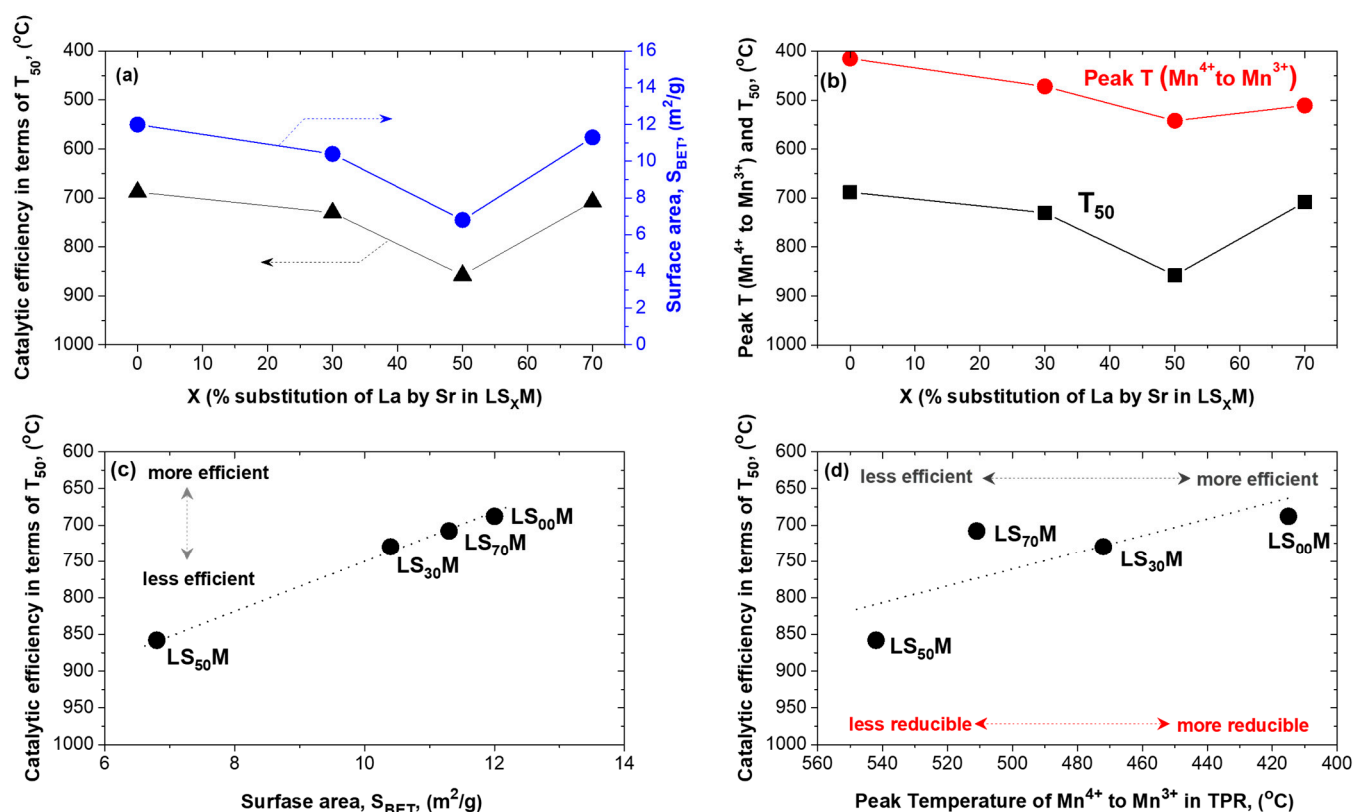 Catalytic efficiency in terms of T50, (°C)
400
500
600
700
800
900
1000
(a)
16
14
12
10
8
6
4
2
0
Surface area, SBET, (m²/g)
0 10 20 30 40 50 60 70
X (% substitution of La by Sr in LSXM)
Peak T (Mn⁴⁺ to Mn³⁺) and T50, (°C)
400
500
600
700
800
900
1000
(b)
Peak T (Mn⁴⁺to Mn³⁺)
T50
0 10 20 30 40 50 60 70
X (% substitution of La by Sr in LSXM)
Catalytic efficiency in terms of T50, (°C)
600
650
700
750
800
850
900
950
1000
(c)
more efficient
less efficient
LS00M
LS70M
LS30M
LS50M
6 8 10 12 14
Surfase area, SBET, (m²/g)
Catalytic efficiency in terms of T50, (°C)
600
650
700
750
800
850
900
950
1000
(d)
less efficient more efficient
LS70M
LS00M
LS30M
LS50M
less reducible more reducible
560 540 520 500 480 460 440 420 400
Peak Temperature of Mn⁴⁺ to Mn³⁺ in TPR, (°C)